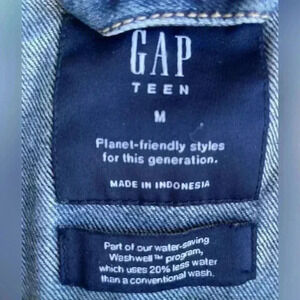 GAP
TEEN
M
Planet-friendly styles
for this generation.
MADE IN INDONESIA
Part of our water-saving
Washwell™ program,
which uses 20% less water
than a conventional wash.